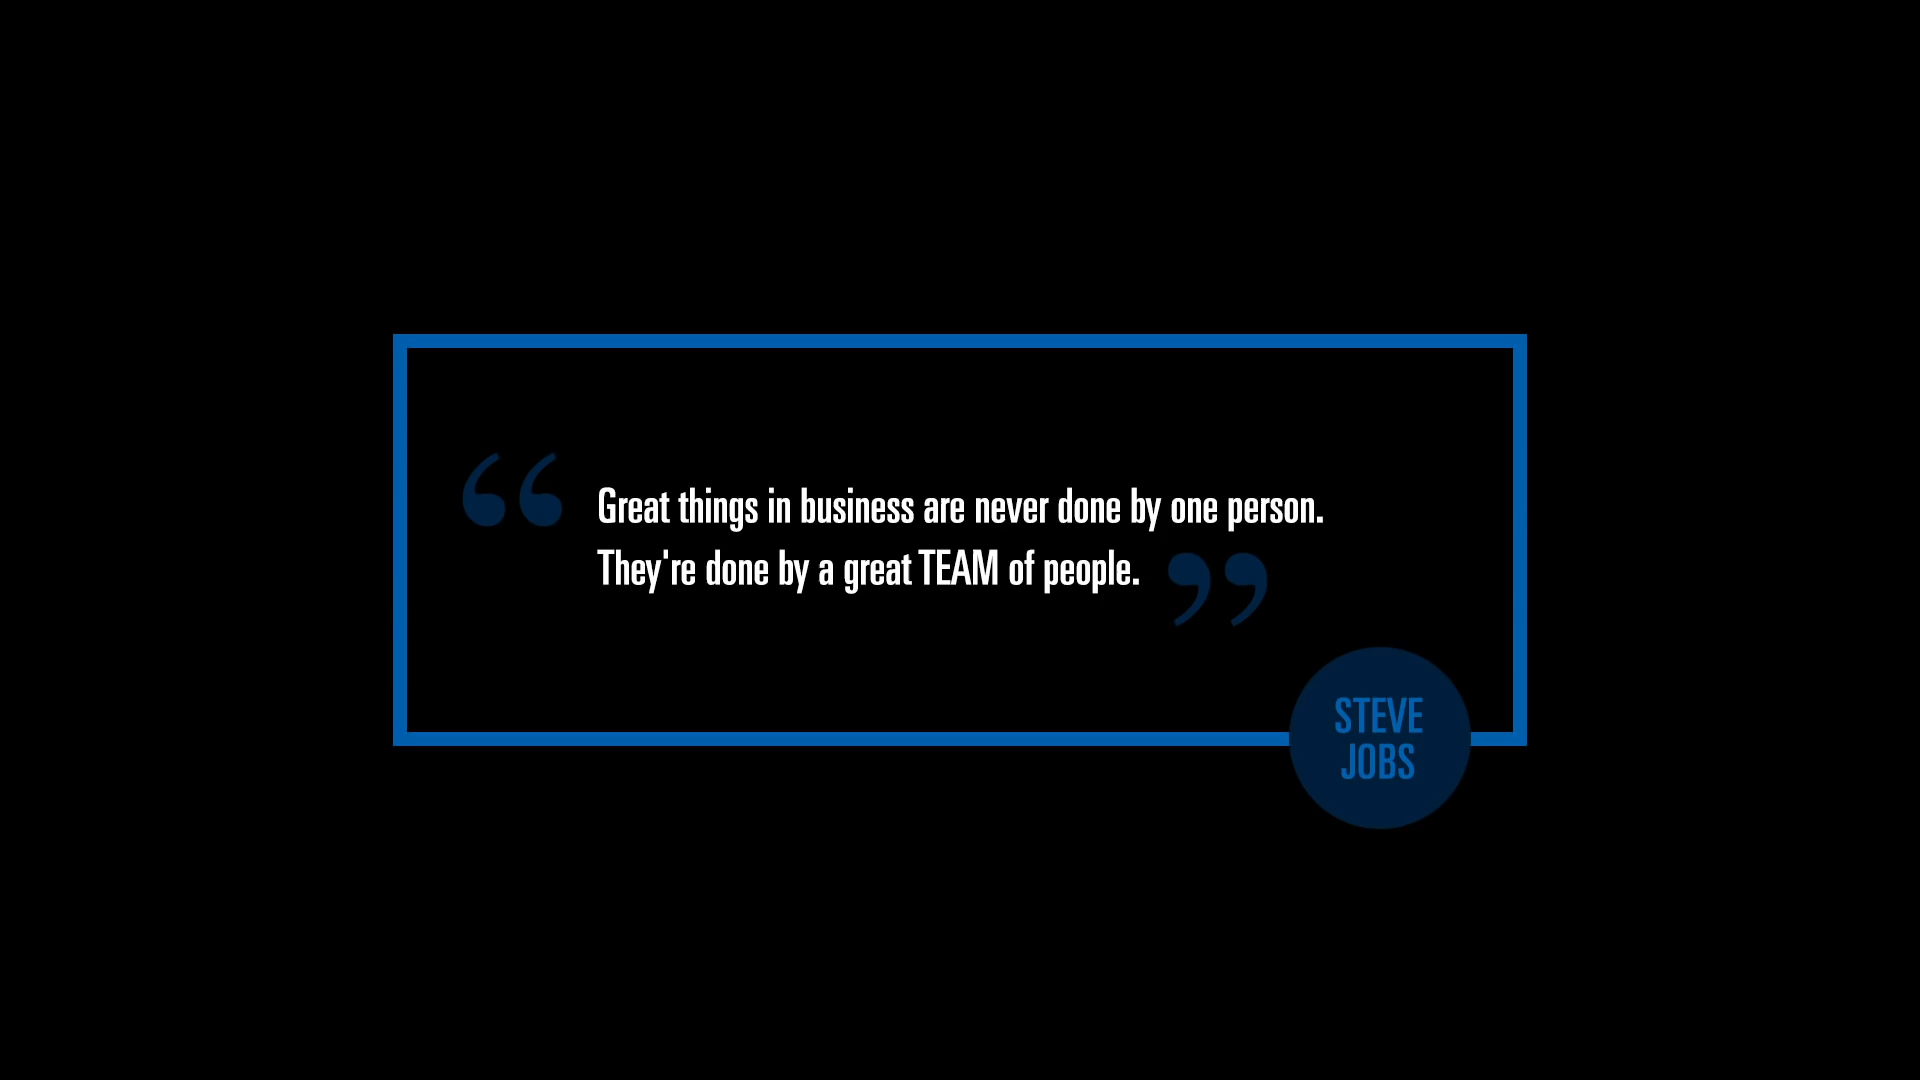 “Great things in business are never done by one person.
They're done by a great TEAM of people.”
STEVE
JOBS